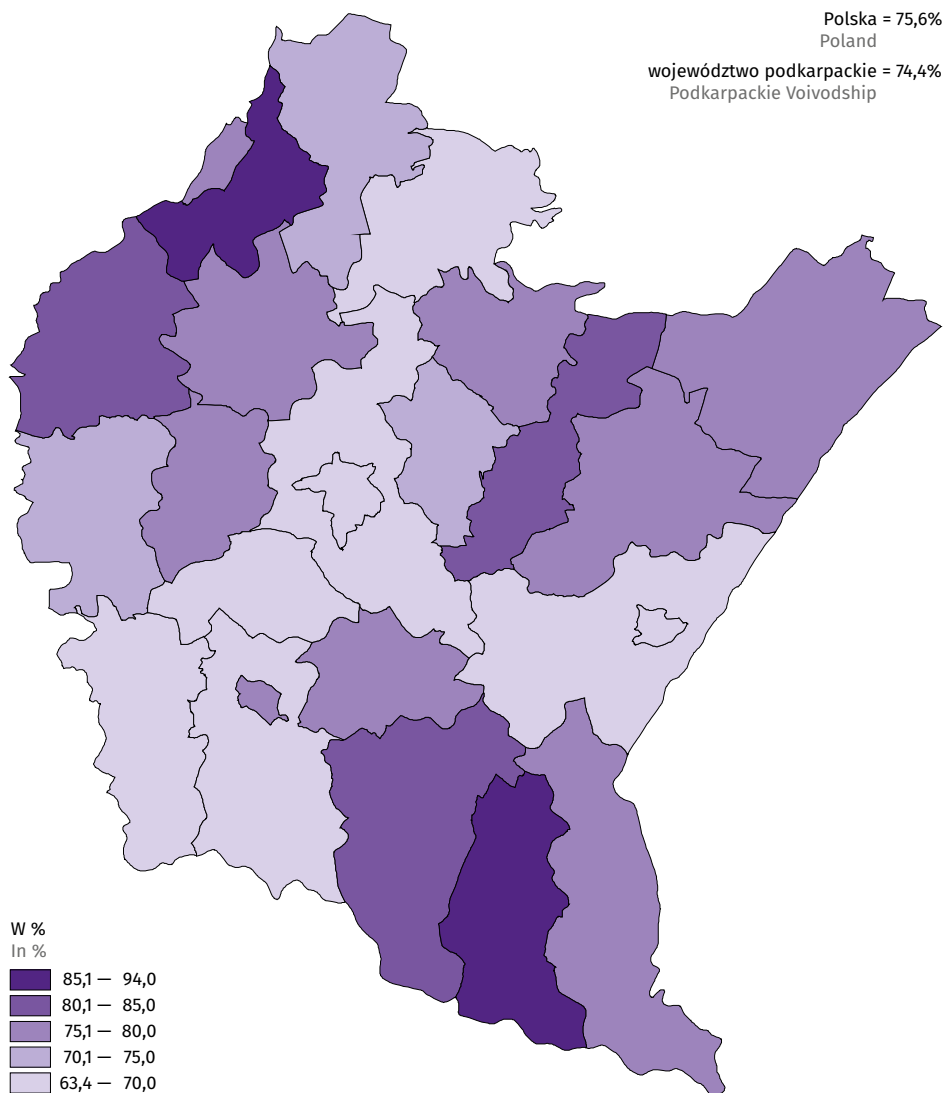 Polska = 75,6%
Poland
województwo podkarpackie = 74,4%
Podkarpackie Voivodship
W %
In %
85,1 — 94,0
80,1 — 85,0
75,1 — 80,0
70,1 — 75,0
63,4 — 70,0